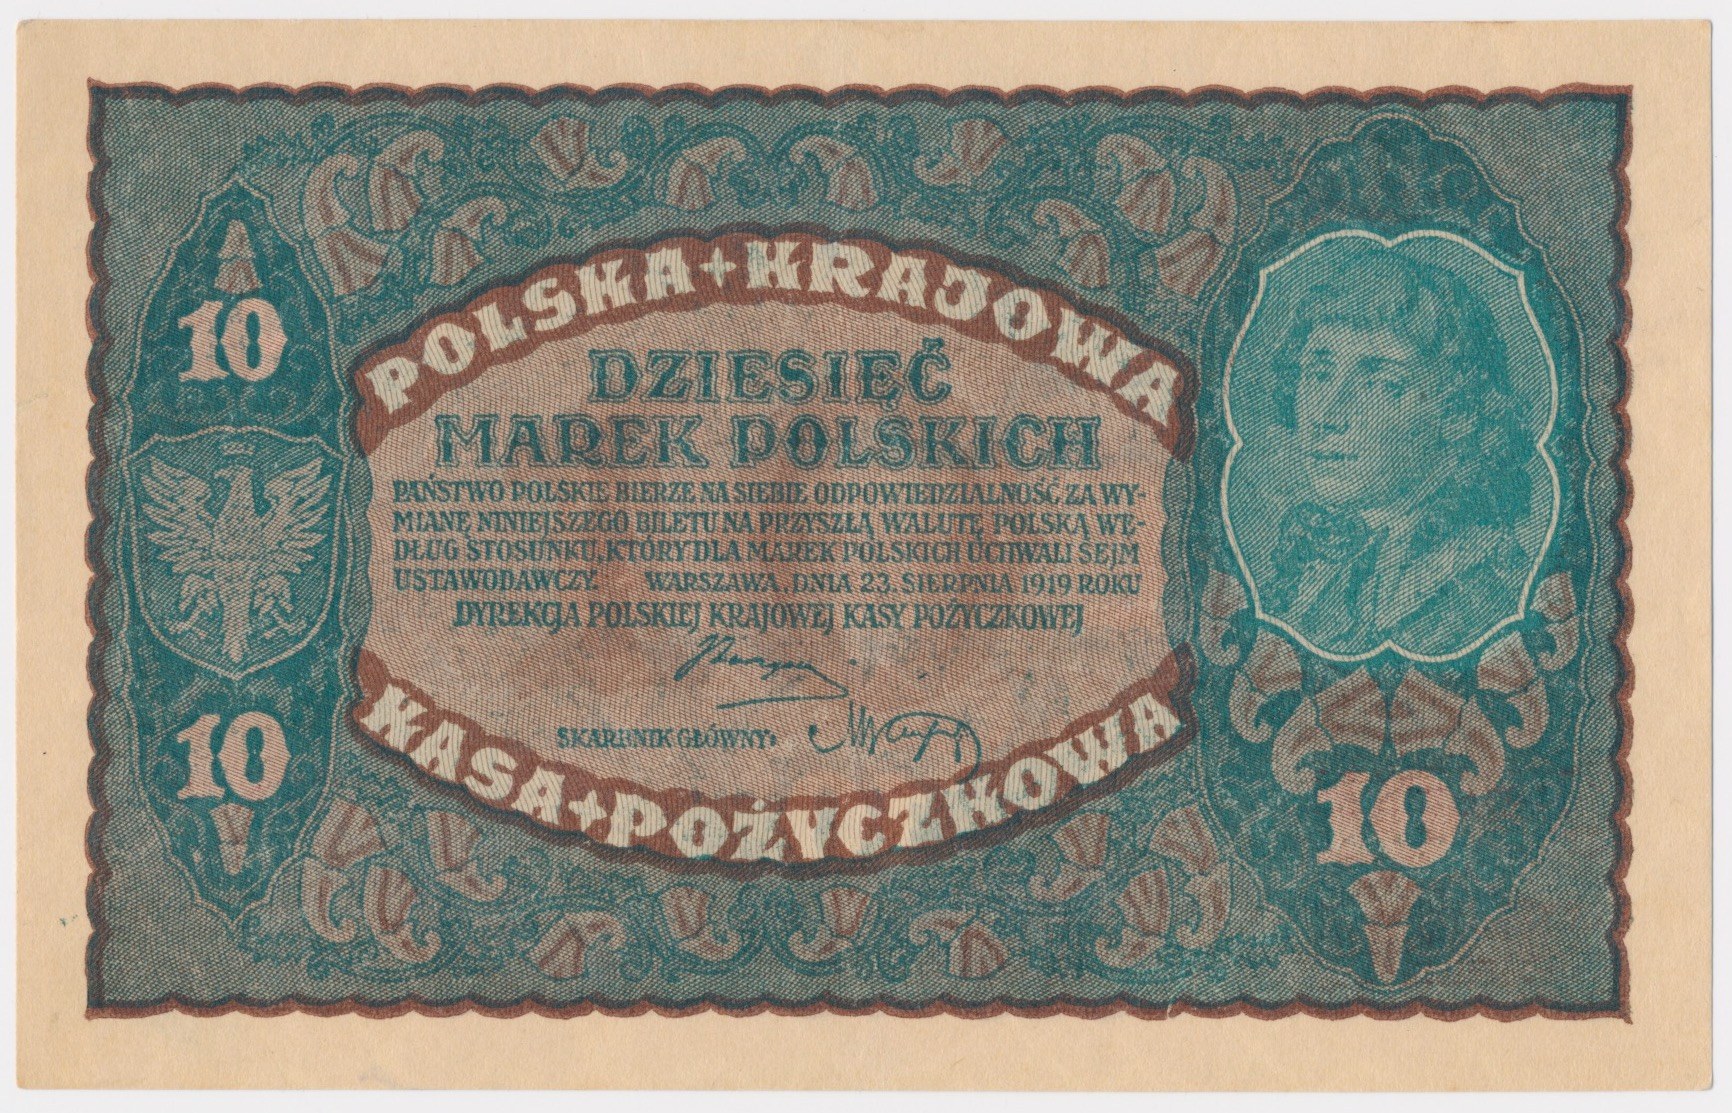 POLSKA + KRAJOWA
10
DZIESIĘĆ
MAREK POLSKICH
PAŃSTWO POLSKIE BIERZE NA SIEBIE ODPOWIEDZIALNOŚĆ ZA WY-
MIANĘ NINIEJSZEGO BILETU NA PRZYSZŁĄ WALUTĘ POLSKĄ WE-
DŁUG STOSUNKU, KTÓRY DLA MAREK POLSKICH UCHWALI SEJM
USTAWODAWCZY. WARSZAWA, DNIA 23. SIERPNIA 1919 ROKU
DYREKCJA POLSKIEJ KRAJOWEJ KASY POŻYCZKOWEJ
SKARBNIK GŁÓWNY:
10
KASA + POŻYCZKOWA
10